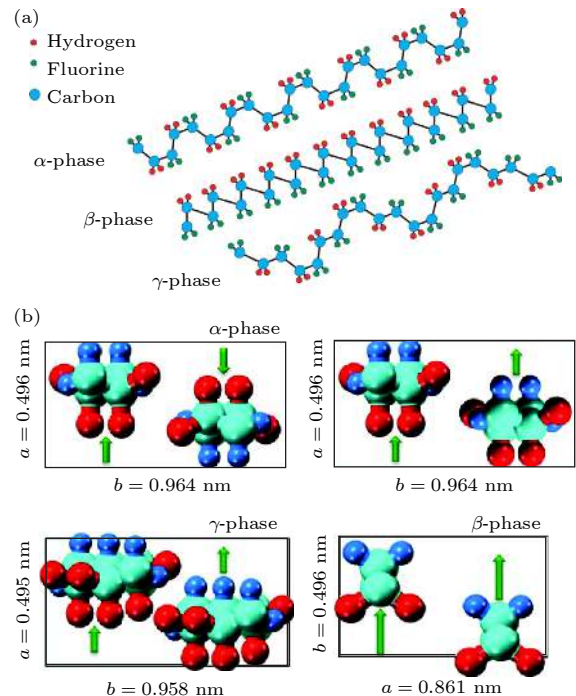 (a)
Hydrogen
Fluorine
Carbon
α-phase
β-phase
γ-phase
(b)
α-phase
a = 0.496 nm
b = 0.964 nm
a = 0.496 nm
b = 0.964 nm
γ-phase
a = 0.495 nm
b = 0.958 nm
β-phase
b = 0.496 nm
a = 0.861 nm